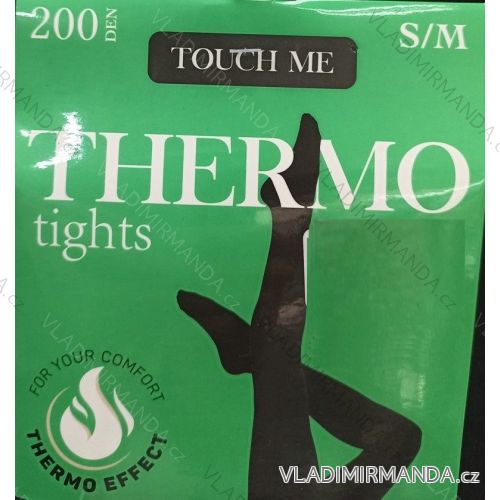 200 DEN
S/M
TOUCH ME
THERMO
tights
FOR YOUR COMFORT
THERMO EFFECT
VLADIMIRMANDA.cz